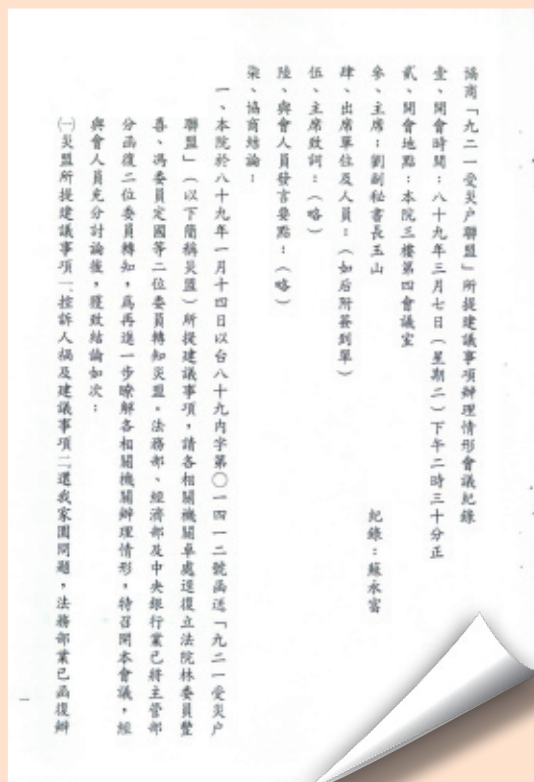 協商「九二一受災戶聯盟」所提建議事項辦理情形會議紀錄
壹、開會時間：八十九年三月七日（星期二）下午二時三十分正
貳、開會地點：本院三樓第四會議室
參、主席：劉副秘書長玉山
紀錄：蘇永富
肆、出席單位及人員：（如后附簽到單）
伍、主席致詞：（略）
陸、與會人員發言要點：（略）
柒、協商結論：
一、本院於八十九年一月十四日以台八十九內字第○一四一二號函送「九二一受災戶
聯盟」（以下簡稱災盟）所提建議事項，請各相關機關卓處逕復立法院林委員豐
喜、馮委員定國等二位委員轉知災盟。法務部、經濟部及中央銀行業已將主管部
分函復二位委員轉知，為再進一步瞭解各相關機關辦理情形，特召開本會議，經
與會人員充分討論後，獲致結論如次：
㈠災盟所提建議事項一、控訴人禍及建議事項二、還我家園問題，法務部業已函復辦
一